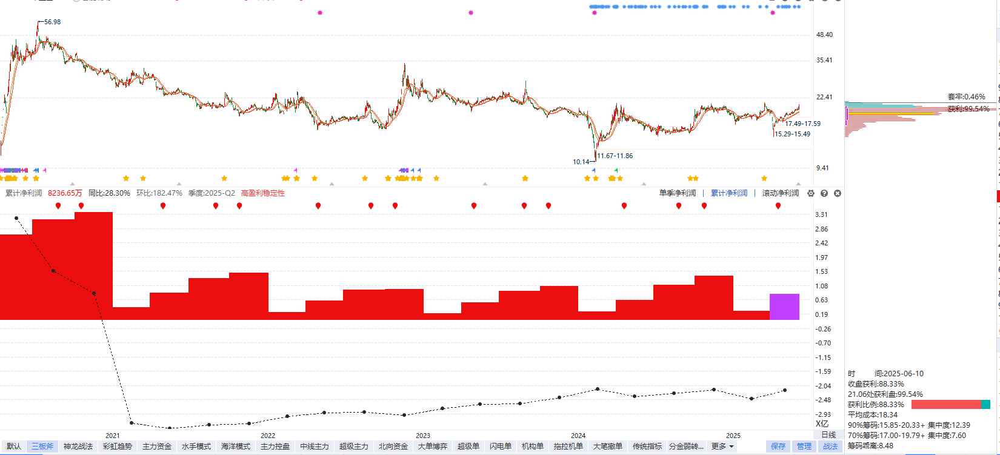 56.98
48.40
35.41
22.41
9.41
17.49-17.59
15.29-15.49
11.67-11.86
10.14
套牢:0.46%
获利:99.54%
累计净利润 8236.65万 同比:28.30% 环比:182.47% 季度:2025-Q2 高盈利稳定性
单季净利润 | 累计净利润 | 滚动净利润
3.31
2.86
2.42
1.97
1.53
1.08
0.63
0.19
-0.26
-0.70
-1.15
-1.59
-2.04
-2.48
-2.93
X亿
2021 2022 2023 2024 2025 日线
时 间:2025-06-10
收盘获利:88.33%
21.06处获利盘:99.54%
获利比例:88.33%
平均成本:18.34
90%筹码:15.85-20.33+ 集中度:12.39
70%筹码:17.00-19.79+ 集中度:7.60
筹码乖离:8.48
默认 三板斧 神龙战法 彩虹趋势 主力资金 水手模式 海洋模式 主力控盘 中线主力 超级主力 北向资金 大单博弈 超级单 闪电单 机构单 拖拉机单 大笔撤单 传统指标 分金弱转... 更多 保存 管理 战法